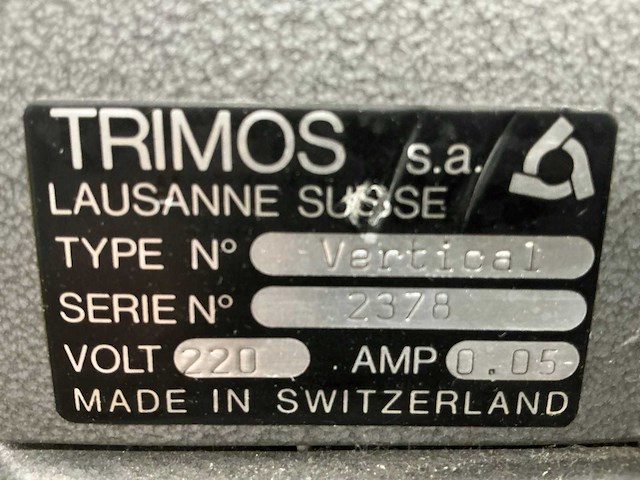 TRIMOS s.a.
LAUSANNE SUISSE
TYPE N° Vertical
SERIE N° 2378
VOLT 220 AMP 0.05
MADE IN SWITZERLAND